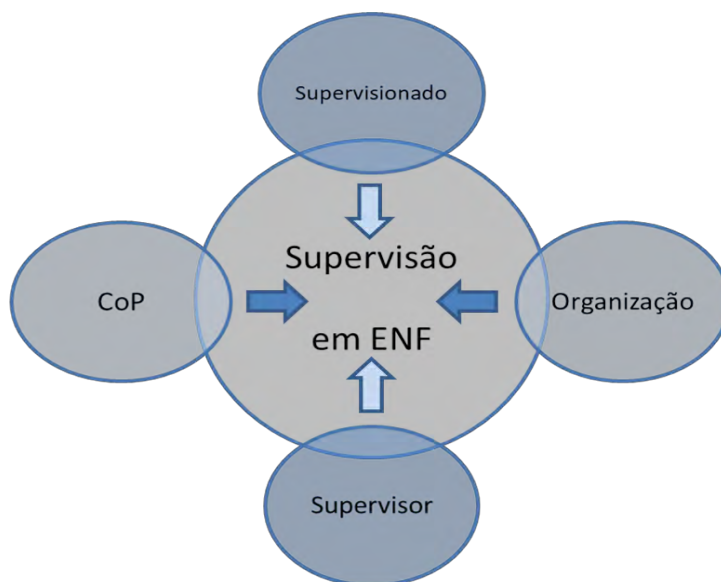 Supervisionado
Supervisão
CoP
Organização
em ENF
Supervisor